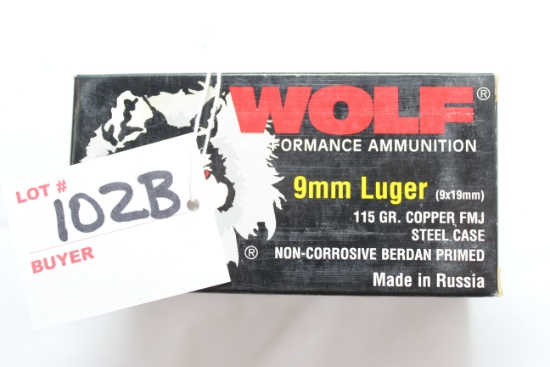 WOLF®
ERFORMANCE AMMUNITION
9mm Luger (9x19mm)
115 GR. COPPER FMJ
STEEL CASE
® NON-CORROSIVE BERDAN PRIMED
Made in Russia
LOT #
102B
BUYER